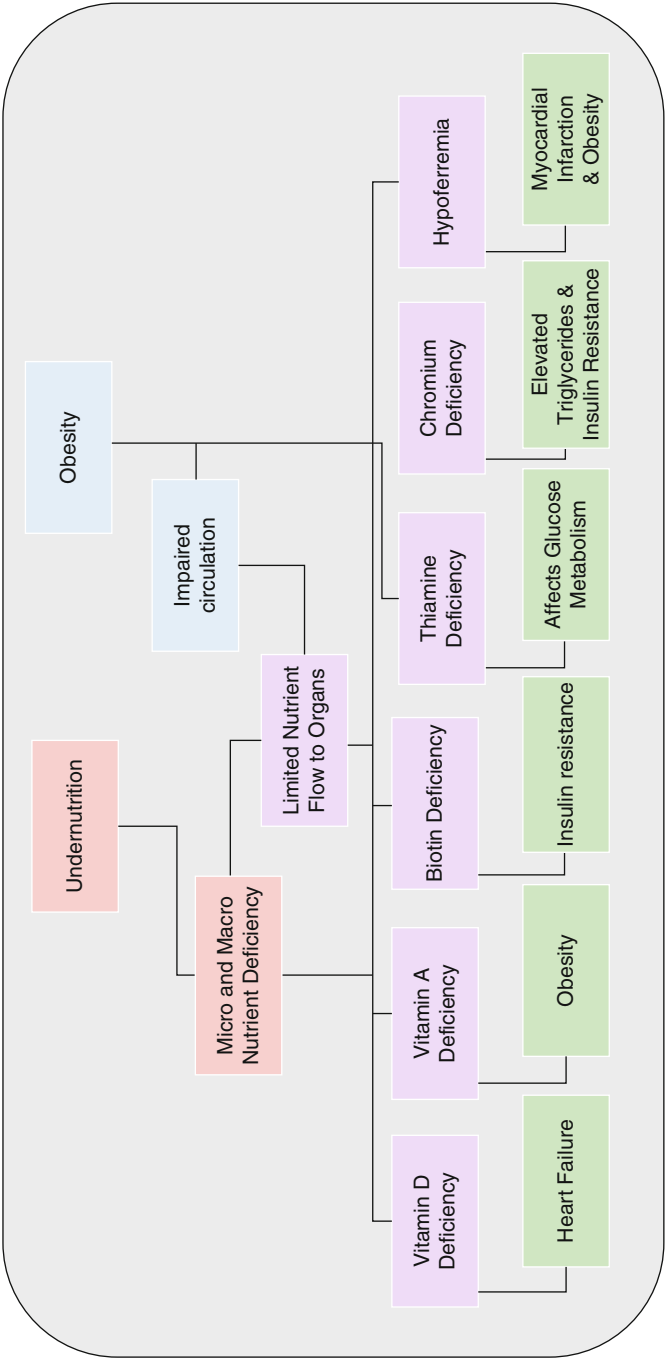 Undernutrition
Obesity
Impaired
circulation
Micro and Macro
Nutrient Deficiency
Limited Nutrient
Flow to Organs
Vitamin D
Deficiency
Vitamin A
Deficiency
Biotin Deficiency
Thiamine
Deficiency
Chromium
Deficiency
Hypoferremia
Heart Failure
Obesity
Insulin resistance
Affects Glucose
Metabolism
Elevated
Triglycerides &
Insulin Resistance
Myocardial
Infarction
& Obesity